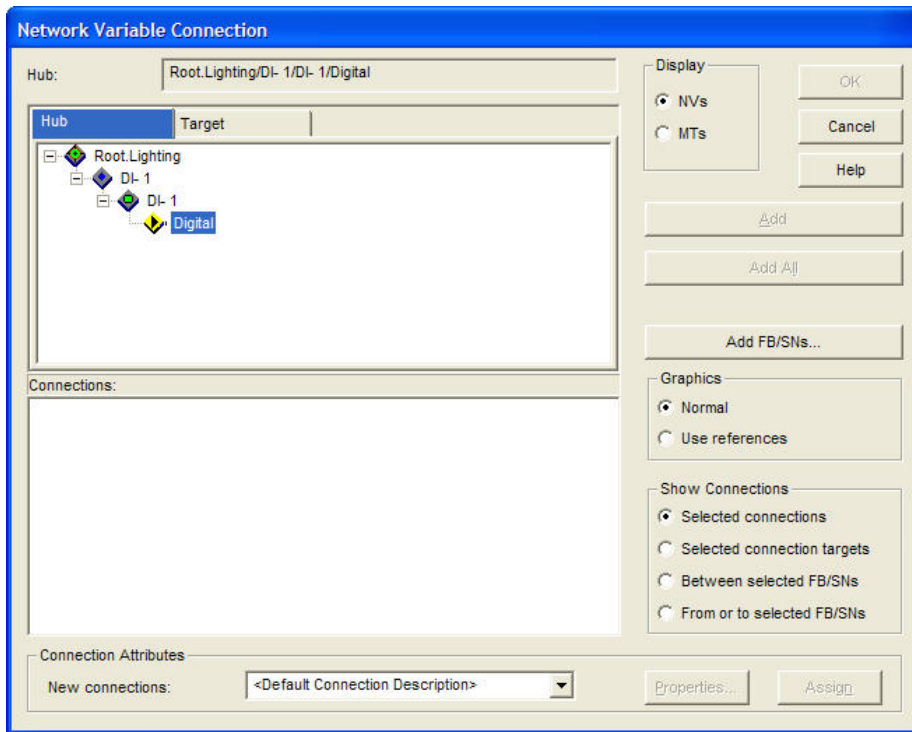 Network Variable Connection
Hub:
Root.Lighting/DI- 1/DI- 1/Digital
Hub
Target
Root.Lighting
DI- 1
DI- 1
Digital
Connections:
Display
NVs
MTs
OK
Cancel
Help
Add
Add All
Add FB/SNs...
Graphics
Normal
Use references
Show Connections
Selected connections
Selected connection targets
Between selected FB/SNs
From or to selected FB/SNs
Connection Attributes
New connections:
<Default Connection Description>
Properties...
Assign